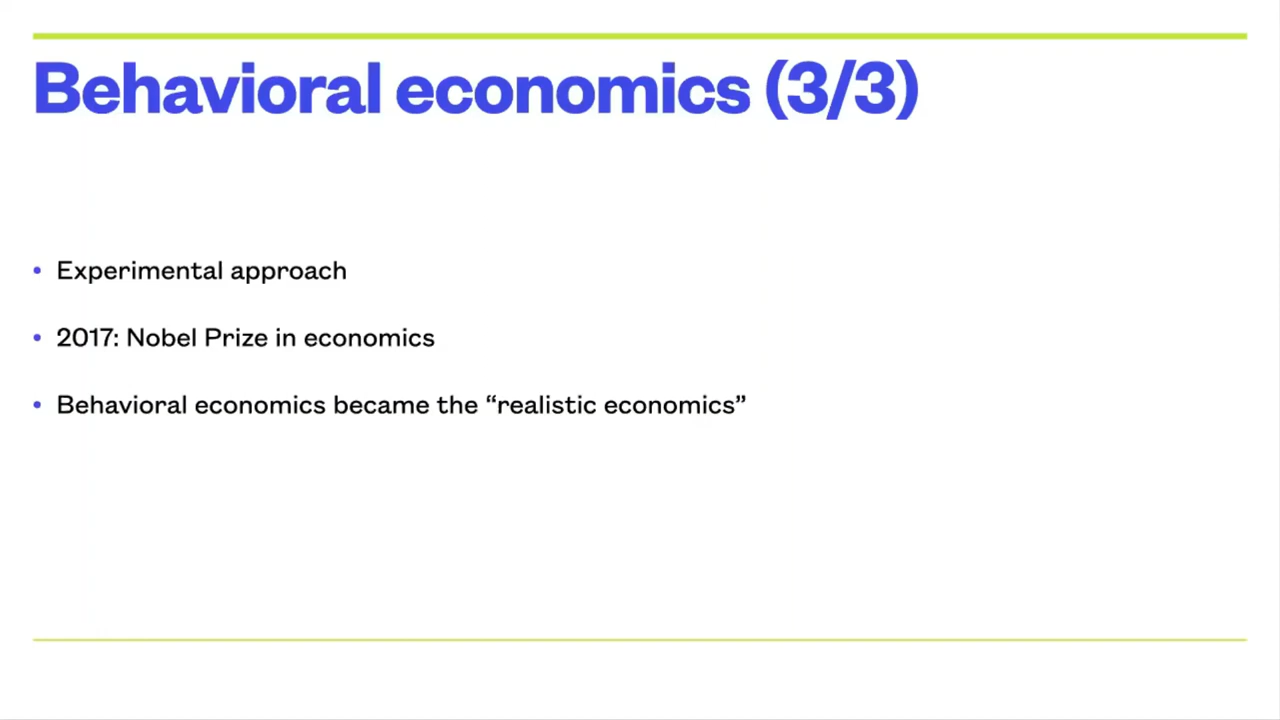 Behavioral economics (3/3)
• Experimental approach
• 2017: Nobel Prize in economics
• Behavioral economics became the “realistic economics”